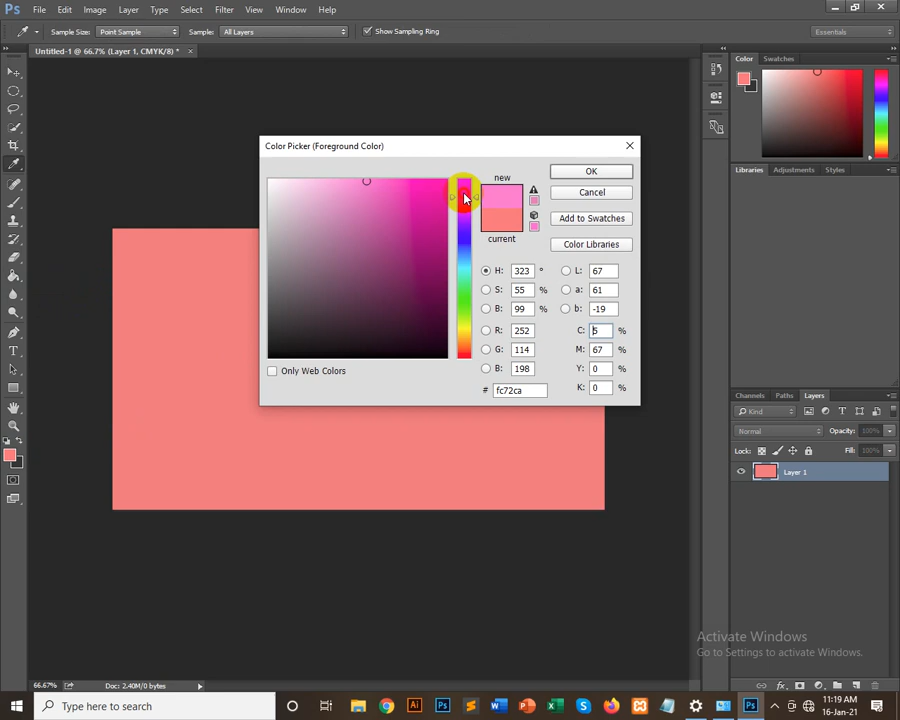 Ps File Edit Image Layer Type Select Filter View Window Help
Sample Size: Point Sample Sample: All Layers Show Sampling Ring Essentials
Untitled-1 @ 66.7% (Layer 1, CMYK/8) * ×
Color Swatches
Color Picker (Foreground Color)
new
OK
Cancel
Add to Swatches
current
Color Libraries
Libraries Adjustments Styles
H: 323 ° L: 67
S: 55 % a: 61
B: 99 % b: -19
R: 252 C: 5 %
G: 114 M: 67 %
B: 198 Y: 0 %
# fc72ca K: 0 %
Only Web Colors
Channels Paths Layers
Kind
Normal Opacity: 100%
Lock: Fill: 100%
Layer 1
Activate Windows
Go to Settings to activate Windows.
66.67% Doc: 2.40M/0 bytes
Type here to search
11:19 AM
16-Jan-21